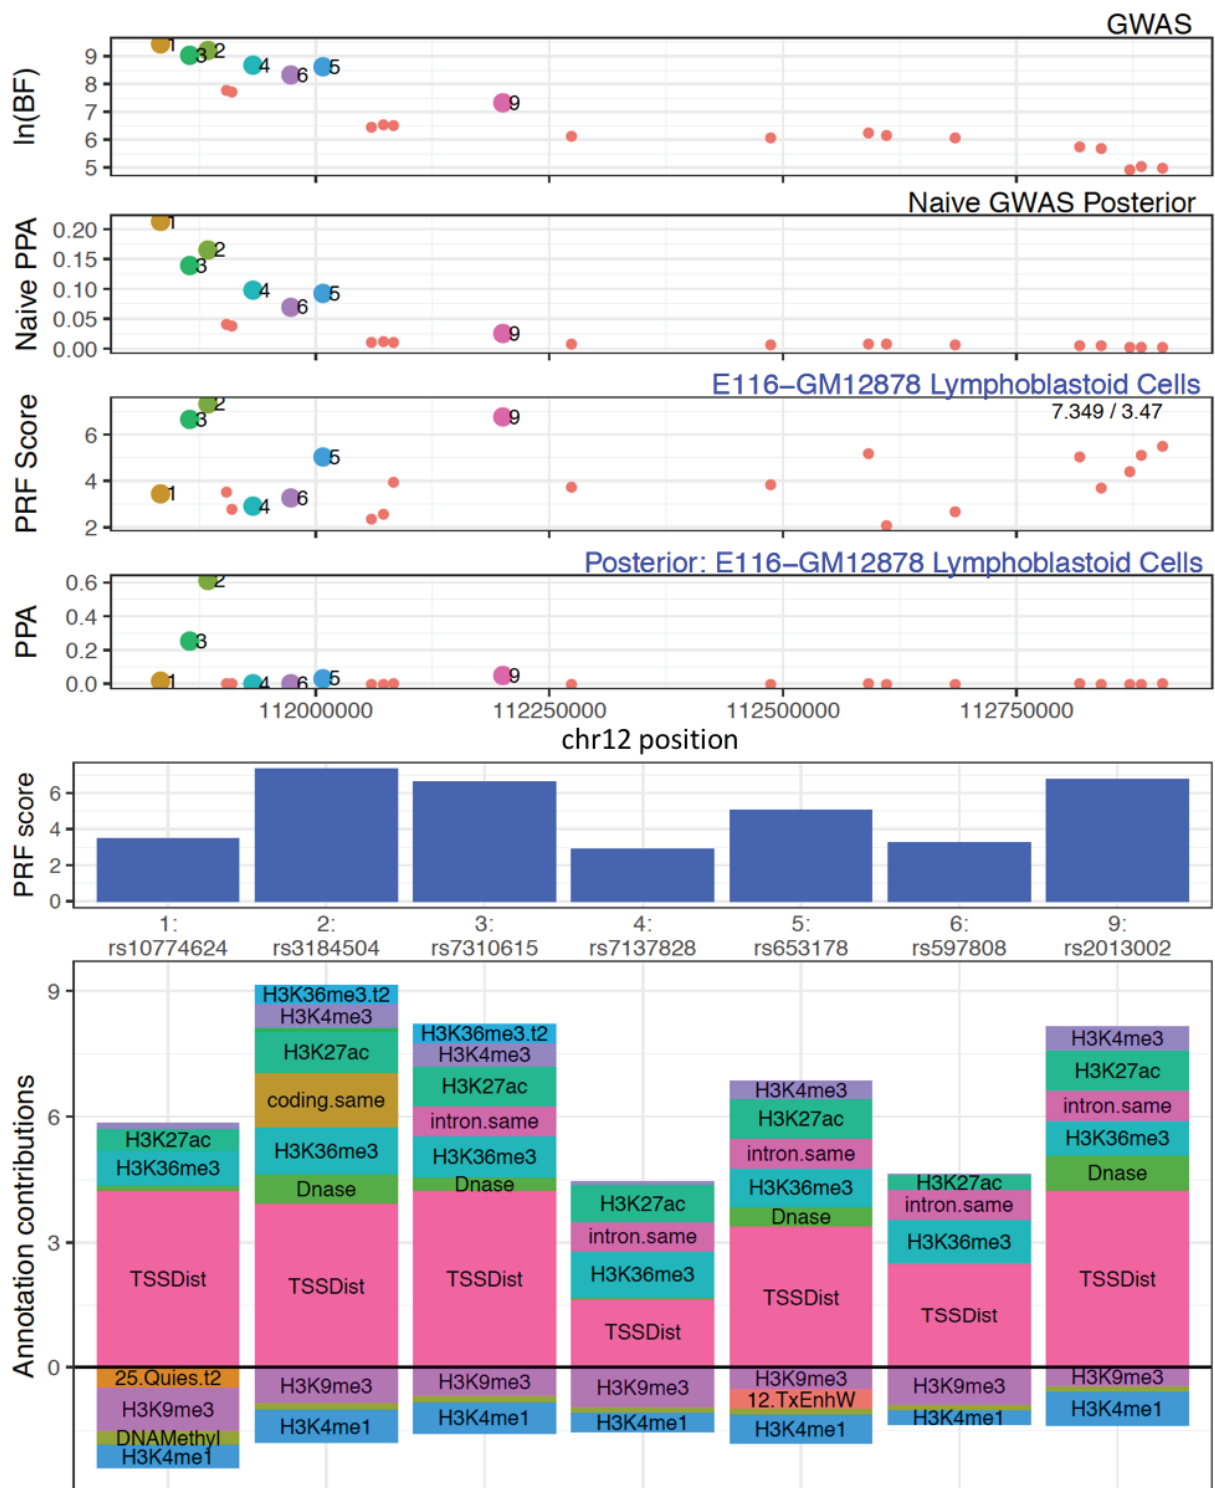 GWAS
ln(BF)
9
8
7
6
5
1
3
2
4
6
5
9
Naive GWAS Posterior
Naive PPA
0.20
0.15
0.10
0.05
0.00
1
2
3
4
6
5
9
E116-GM12878 Lymphoblastoid Cells
7.349 / 3.47
PRF Score
6
4
2
1
3
2
4
6
5
9
Posterior: E116-GM12878 Lymphoblastoid Cells
PPA
0.6
0.4
0.2
0.0
1
3
2
4
6
5
9
112000000 112250000 112500000 112750000
chr12 position
PRF score
6
4
2
0
1: 2: 3: 4: 5: 6: 9:
rs10774624 rs3184504 rs7310615 rs7137828 rs653178 rs597808 rs2013002
Annotation contributions
9
6
3
0
H3K27ac
H3K36me3
TSSDist
25.Quies.t2
H3K9me3
DNAMethyl
H3K4me1
H3K36me3.t2
H3K4me3
H3K27ac
coding.same
H3K36me3
Dnase
TSSDist
H3K9me3
H3K4me1
H3K36me3.t2
H3K4me3
H3K27ac
intron.same
H3K36me3
Dnase
TSSDist
H3K9me3
H3K4me1
H3K27ac
intron.same
H3K36me3
TSSDist
H3K9me3
H3K4me1
H3K4me3
H3K27ac
intron.same
H3K36me3
Dnase
TSSDist
H3K9me3
12.TxEnhW
H3K4me1
H3K27ac
intron.same
H3K36me3
TSSDist
H3K9me3
H3K4me1
H3K4me3
H3K27ac
intron.same
H3K36me3
Dnase
TSSDist
H3K9me3
H3K4me1